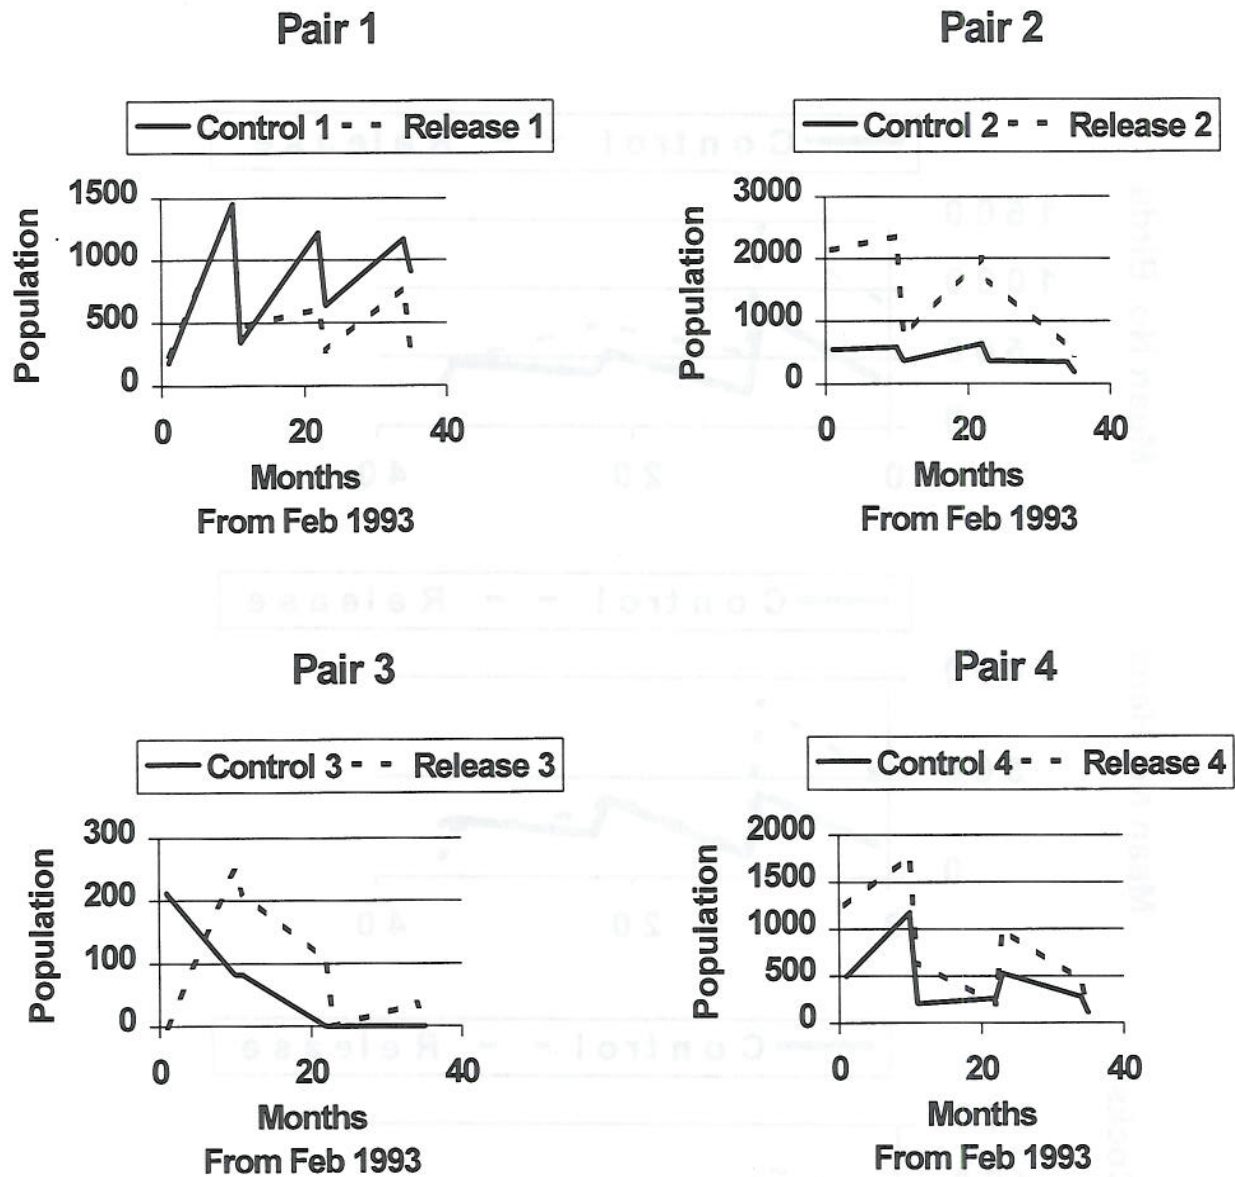 Pair 1
Control 1 - - Release 1
1500
1000
500
0
Population
0 20 40
Months
From Feb 1993
Pair 2
Control 2 - - Release 2
3000
2000
1000
0
Population
0 20 40
Months
From Feb 1993
Pair 3
Control 3 - - Release 3
300
200
100
0
Population
0 20 40
Months
From Feb 1993
Pair 4
Control 4 - - Release 4
2000
1500
1000
500
0
Population
0 20 40
Months
From Feb 1993